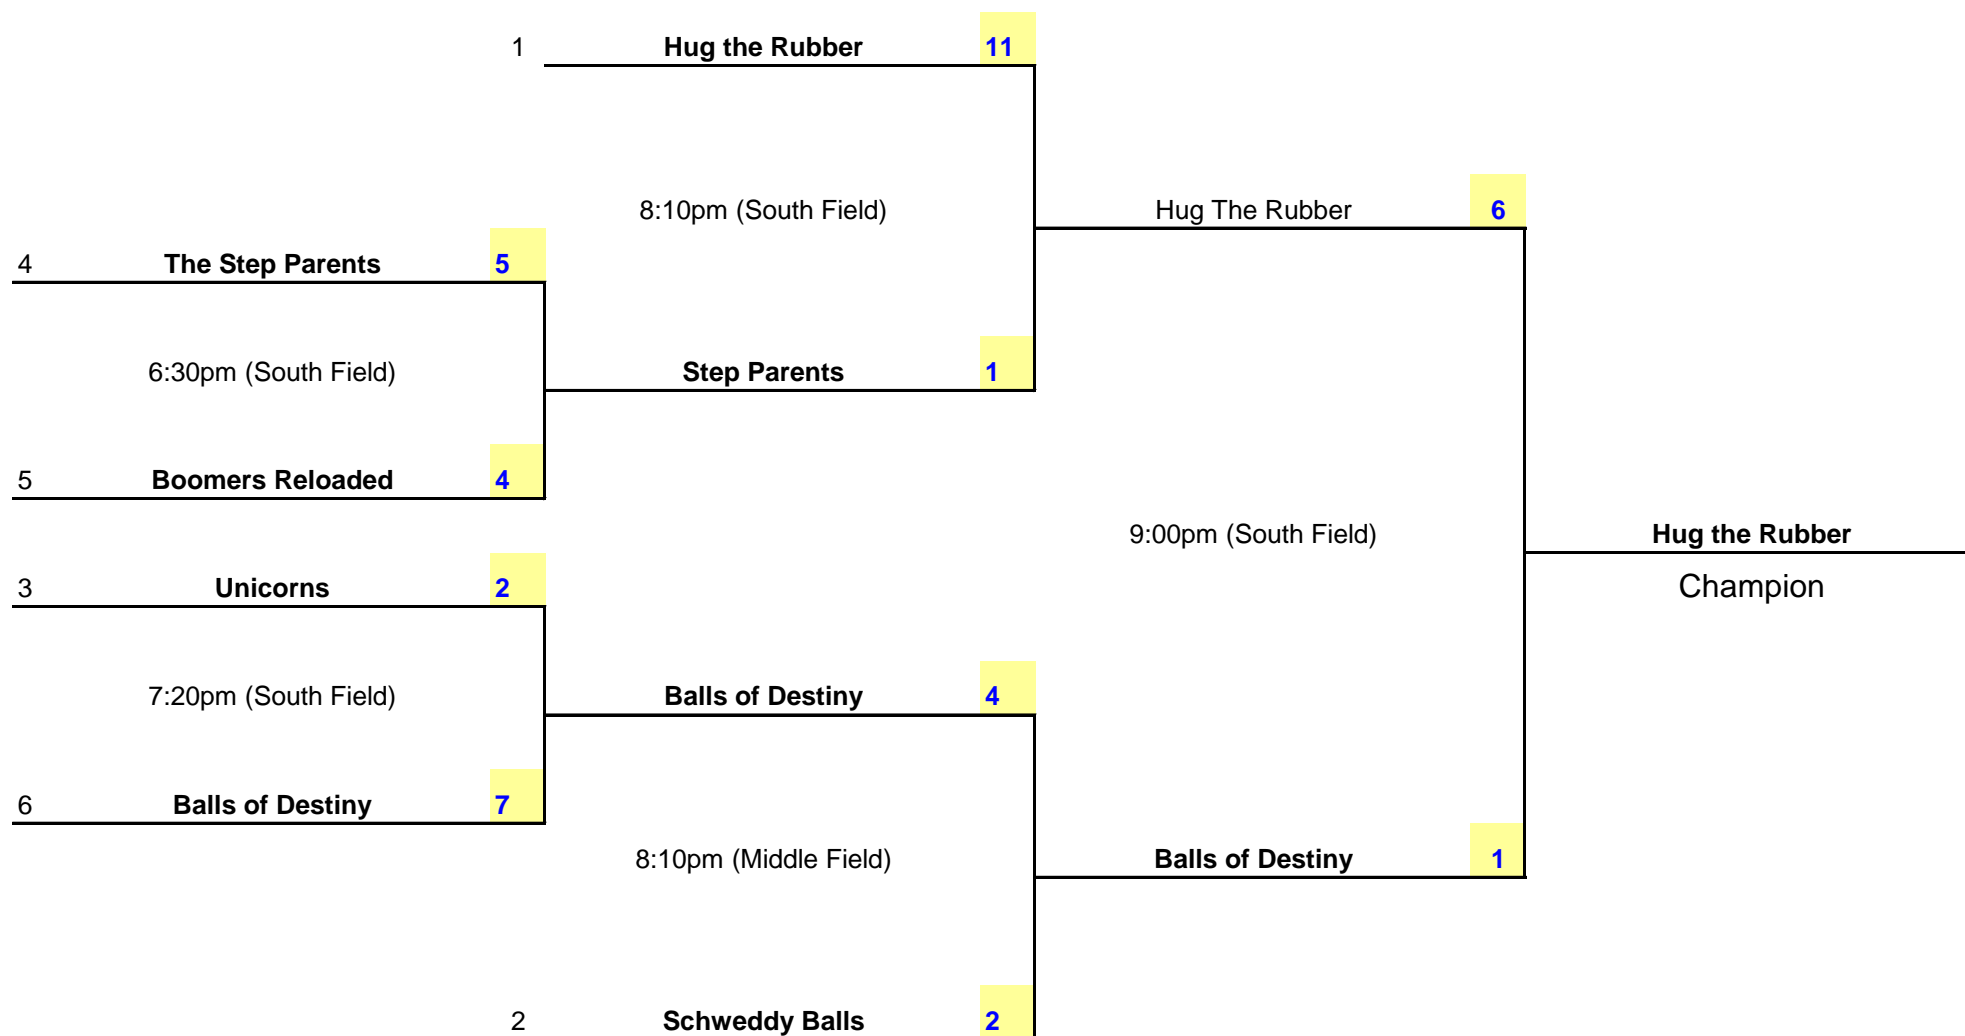 1 Hug the Rubber 11
8:10pm (South Field) Hug The Rubber 6
4 The Step Parents 5
6:30pm (South Field) Step Parents 1
5 Boomers Reloaded 4
9:00pm (South Field) Hug the Rubber
3 Unicorns 2 Champion
7:20pm (South Field) Balls of Destiny 4
6 Balls of Destiny 7
8:10pm (Middle Field) Balls of Destiny 1
2 Schweddy Balls 2